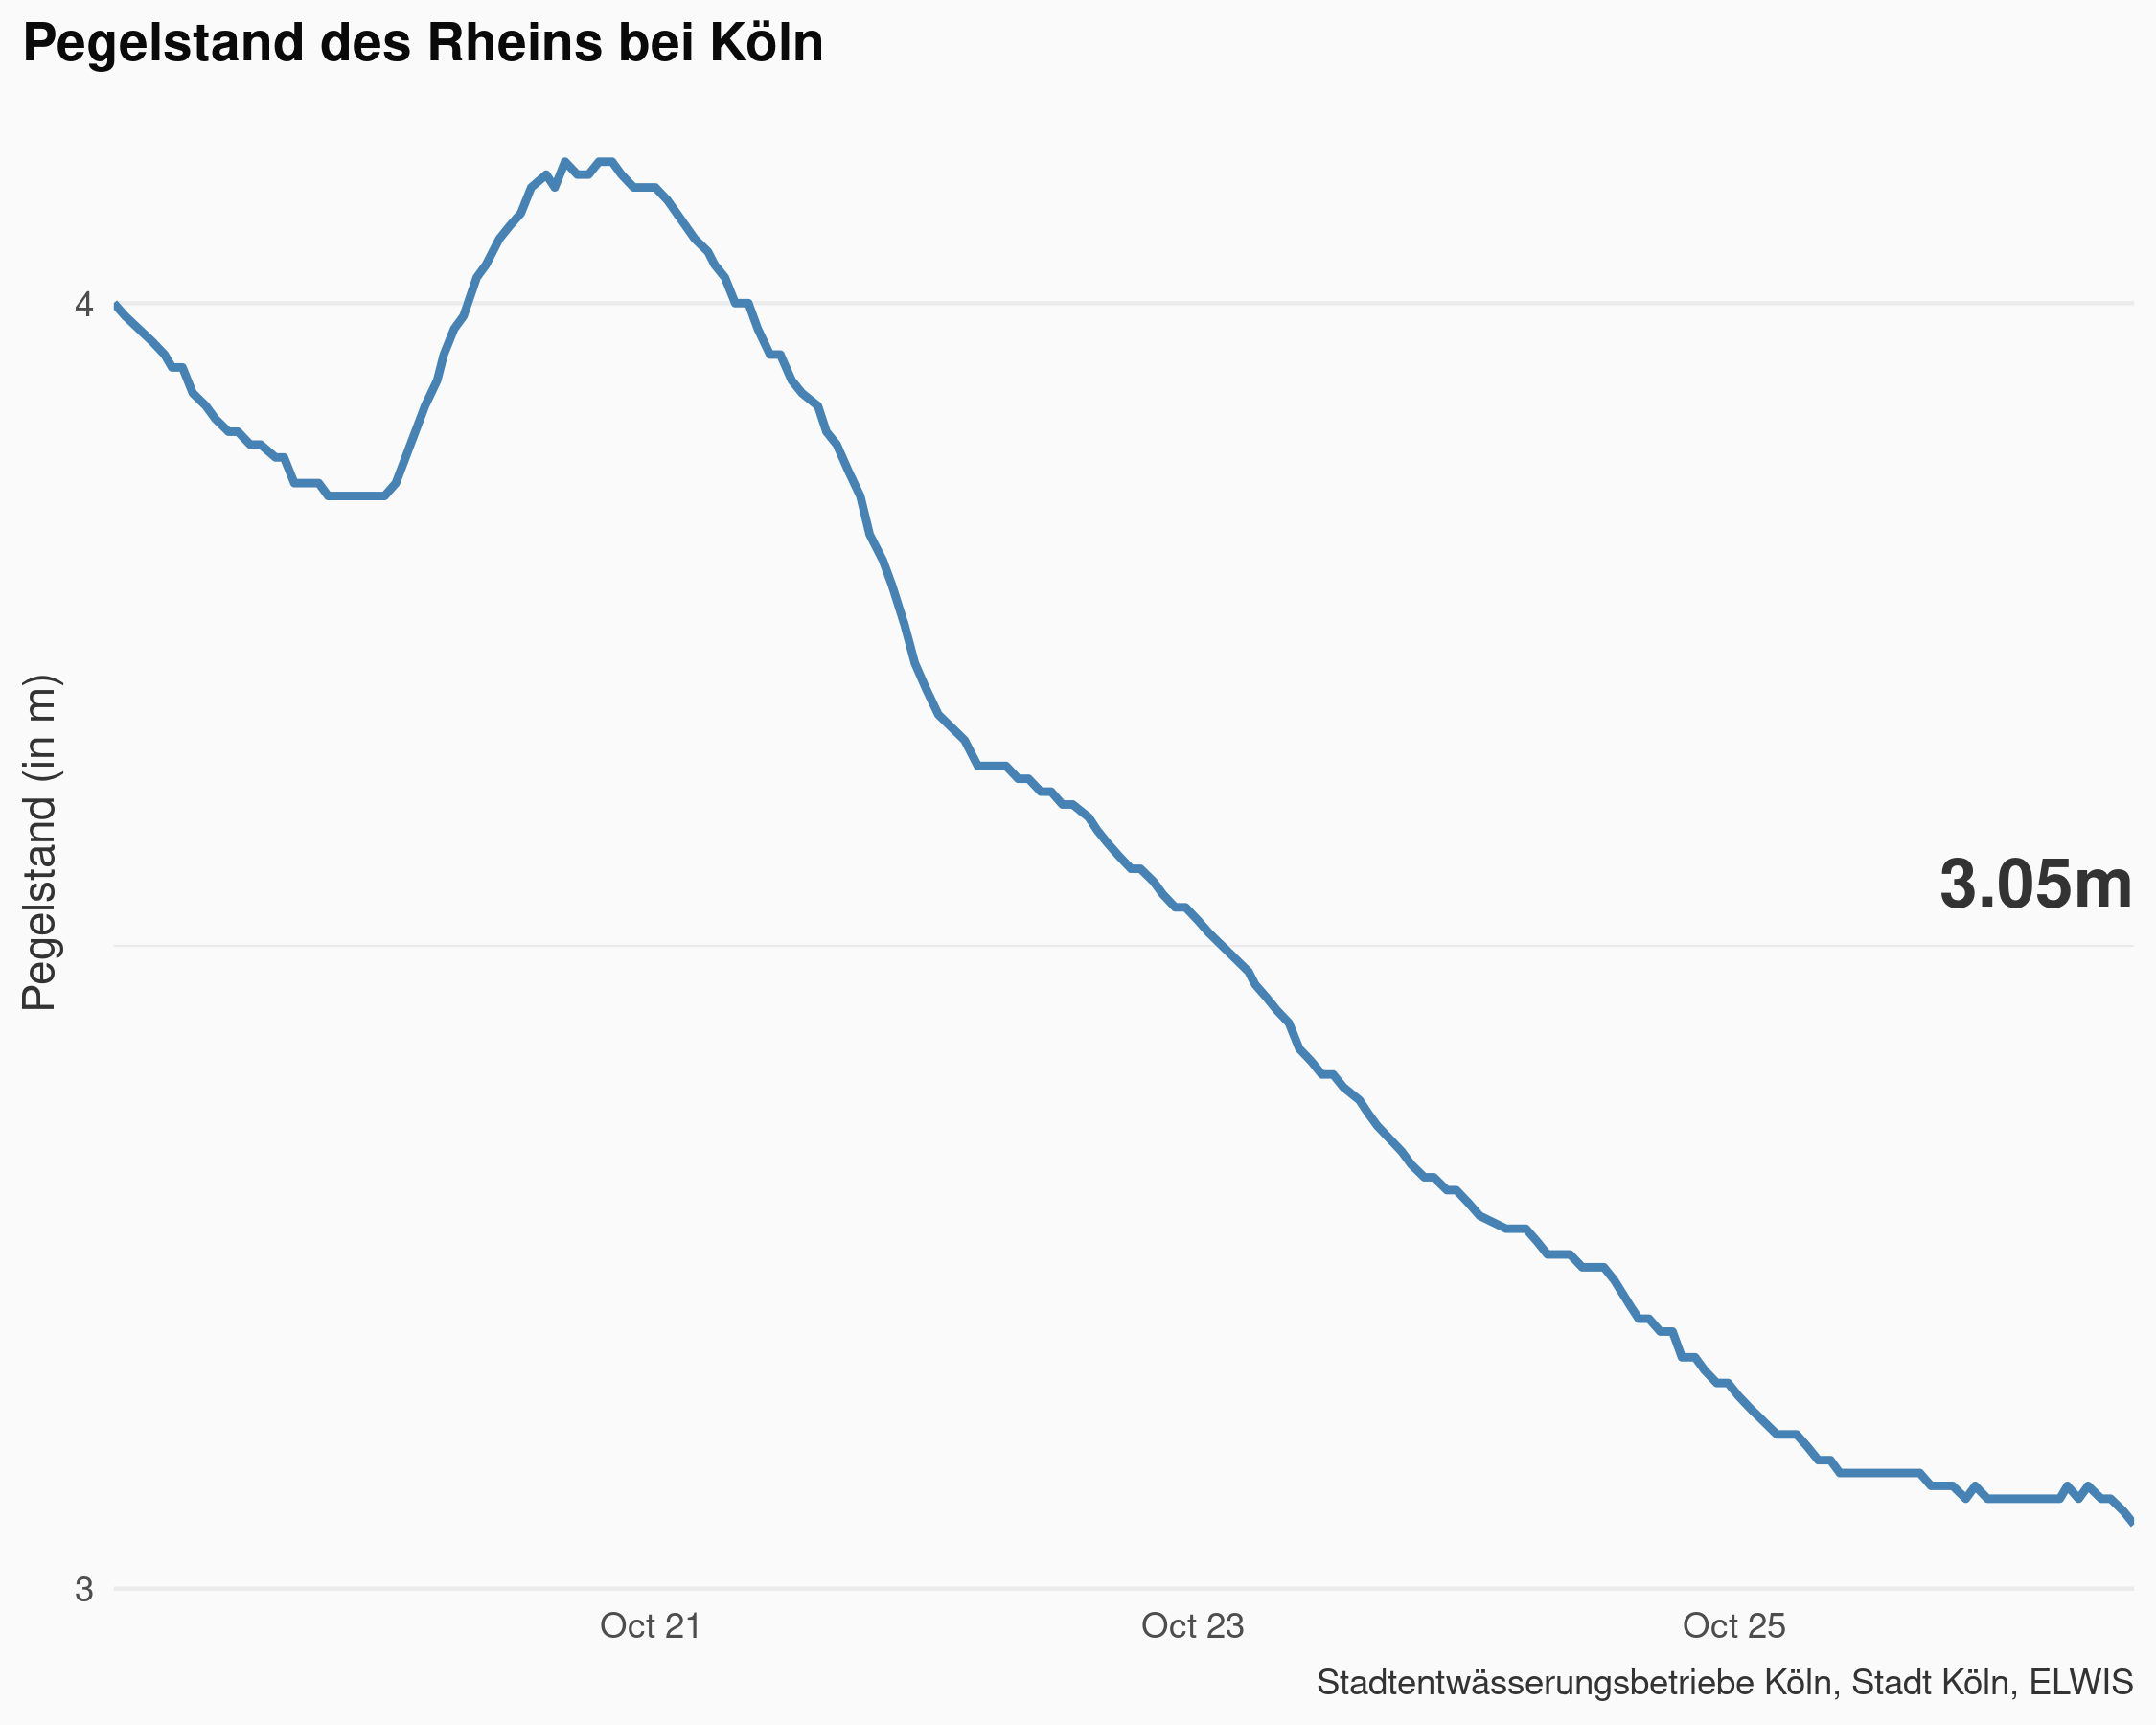 Pegelstand des Rheins bei Köln
Pegelstand (in m)
4
3.05m
3
Oct 21
Oct 23
Oct 25
Stadtentwässerungsbetriebe Köln, Stadt Köln, ELWIS